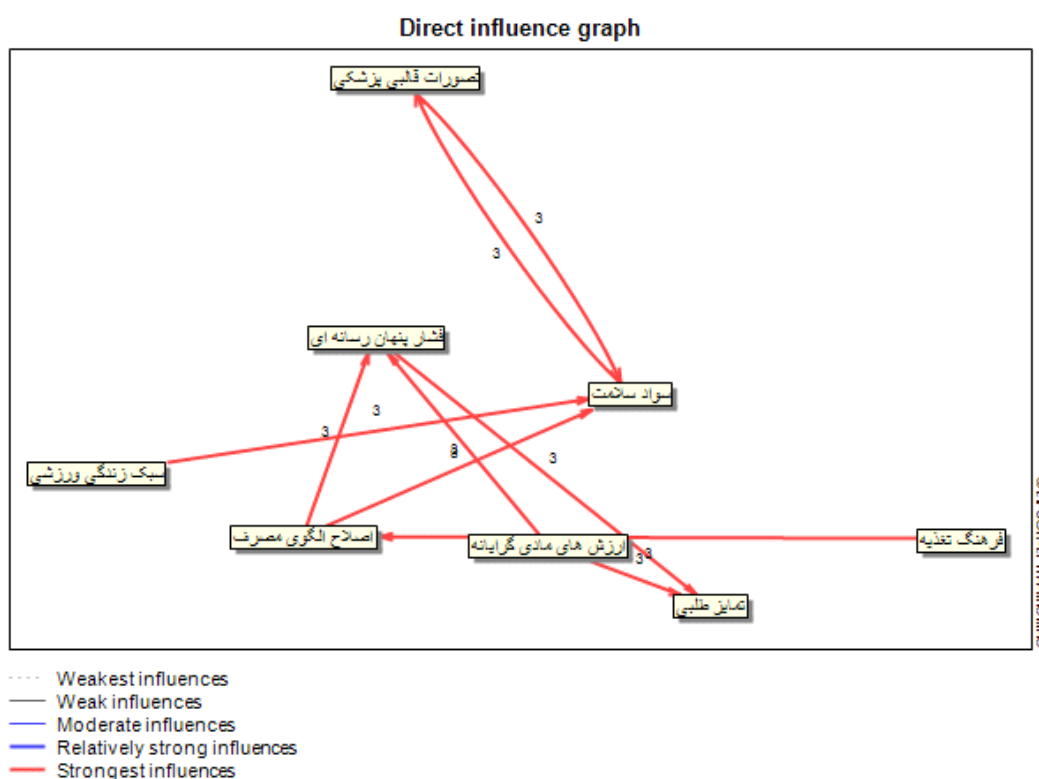 Direct influence graph
تصورات قالبی پزشکی
3
3
فشار پنهان رسانه ای
سواد سلامت
3
3
3
سبک زندگی ورزشی
اصلاح الگوی مصرف
ارزش های مادی گرایانه
فرهنگ تغذیه
3
3
تمایز طلبی
Weakest influences
Weak influences
Moderate influences
Relatively strong influences
Strongest influences